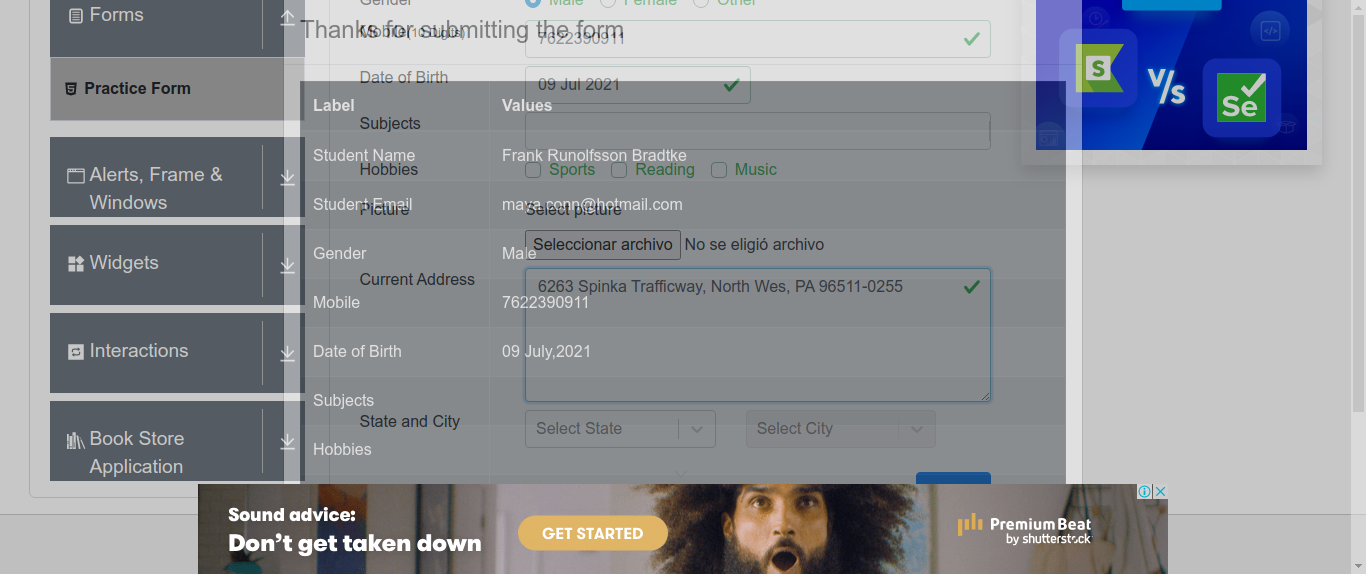 Forms
Practice Form
Alerts, Frame &
Windows
Widgets
Interactions
Book Store
Application
Thanks for submitting the form
Label Values
Student Name Frank Runolfsson Bradtke
Student Email maya.conn@hotmail.com
Gender Male
Mobile 7622390911
Date of Birth 09 July,2021
Subjects
Hobbies
Gender Male Female Other
Mobile(10 Digits) 7622390911
Date of Birth 09 Jul 2021
Subjects
Hobbies Sports Reading Music
Picture Select picture
Seleccionar archivo No se eligió archivo
Current Address 6263 Spinka Trafficway, North Wes, PA 96511-0255
State and City Select State Select City
S
V/s
Se
Sound advice:
Don't get taken down
GET STARTED
PremiumBeat
by shutterstock